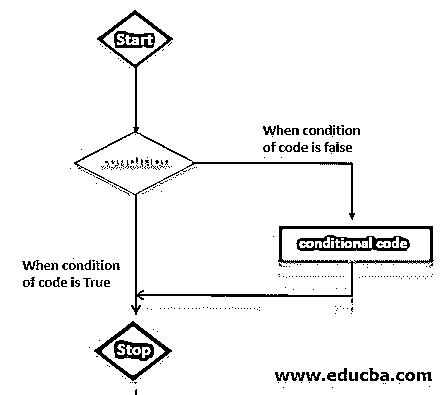 Start
When condition
of code is false
conditional code
When condition
of code is True
Stop
www.educba.com